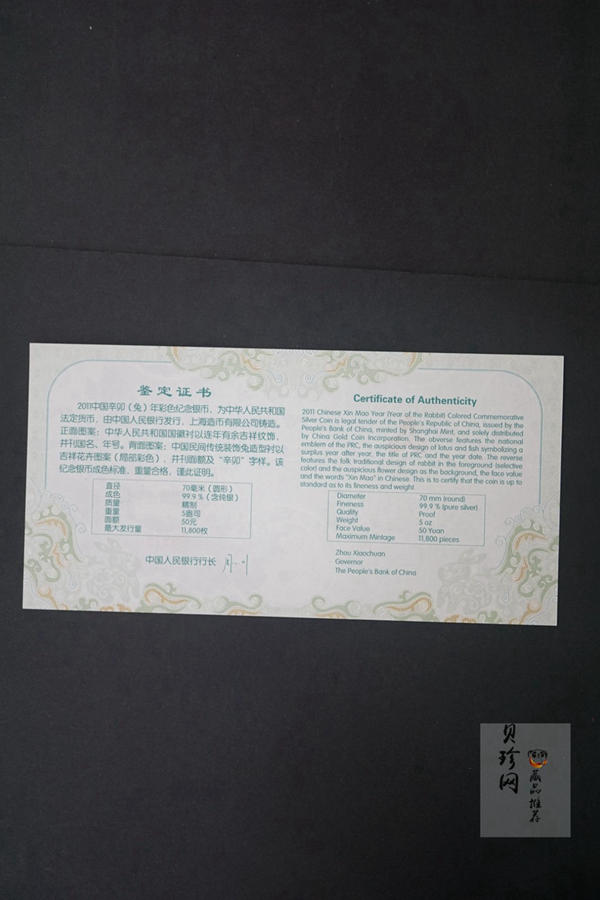 鉴定证书
2011中国辛卯（兔）年彩色纪念银币，为中华人民共和国
法定货币，由中国人民银行发行，上海造币有限公司铸造。
正面图案：中华人民共和国国徽衬以连年有余吉祥纹饰，
并刊国名、年号。背面图案：中国民间传统装饰兔造型衬以
吉祥花卉图案（局部彩色），并刊面额及“辛卯”字样。该
纪念银币成色标准，重量合格，谨此证明。
直径 70毫米（圆形）
成色 99.9％（含纯银）
质量 精制
重量 5盎司
面额 50元
最大发行量 11,800枚
中国人民银行行长
Certificate of Authenticity
2011 Chinese Xin Mao Year (Year of the Rabbit) Colored Commemorative
Silver Coin is legal tender of the People's Republic of China, issued by the
People's Bank of China, minted by Shanghai Mint, and solely distributed
by China Gold Coin Incorporation. The obverse features the national
emblem of the PRC, the auspicious design of lotus and fish symbolizing a
surplus year after year, the title of PRC, and the year date. The reverse
features the folk, traditional design of rabbit in the foreground (selective
color) and the auspicious flower design as the background, the face value
and the words "Xin Mao" in Chinese. This is to certify that the coin is up to
standard as to its fineness and weight.
Diameter 70 mm (round)
Fineness 99.9 % (pure silver)
Quality Proof
Weight 5 oz
Face Value 50 Yuan
Maximum Mintage 11,800 pieces
Zhou Xiaochuan
Governor
The People's Bank of China
贝珍网
藏品推荐